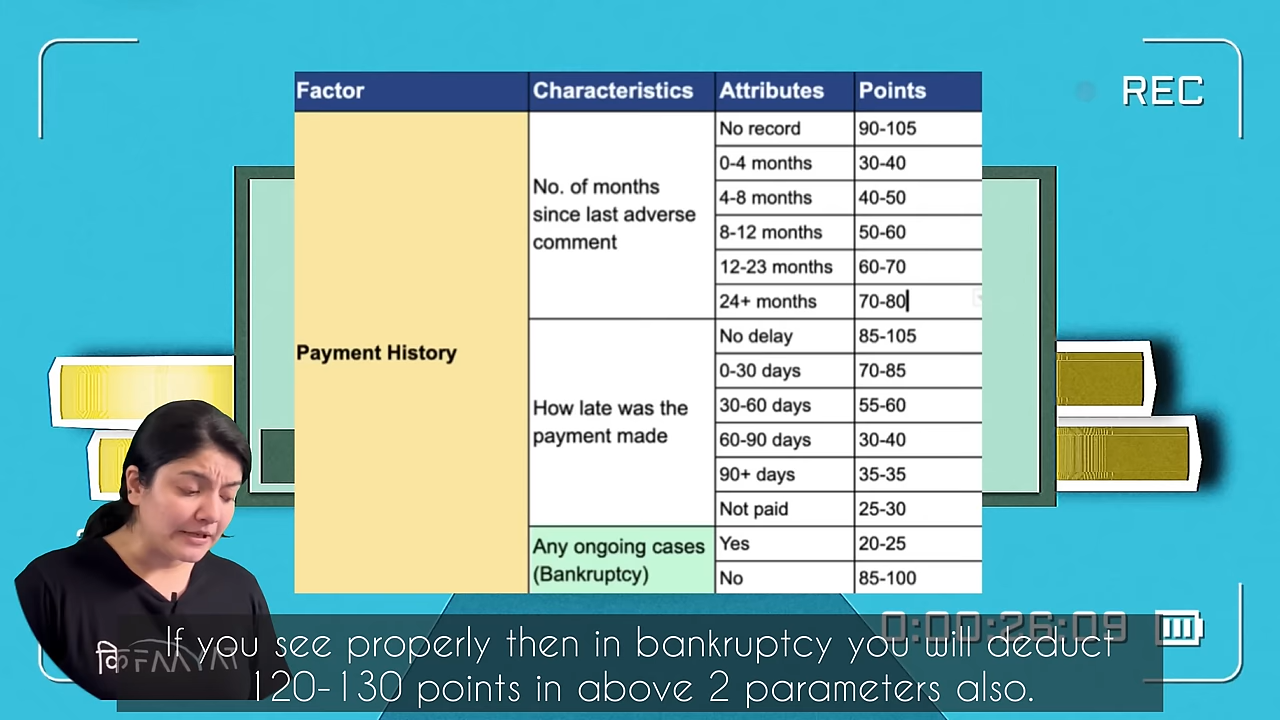 REC
Factor Characteristics Attributes Points
Payment History
No. of months
since last adverse
comment
No record 90-105
0-4 months 30-40
4-8 months 40-50
8-12 months 50-60
12-23 months 60-70
24+ months 70-80
How late was the
payment made
No delay 85-105
0-30 days 70-85
30-60 days 55-60
60-90 days 30-40
90+ days 35-35
Not paid 25-30
Any ongoing cases
(Bankruptcy)
Yes 20-25
No 85-100
0:00:26:09
कि FAAYAT
If you see properly then in bankruptcy you will deduct
120-130 points in above 2 parameters also.